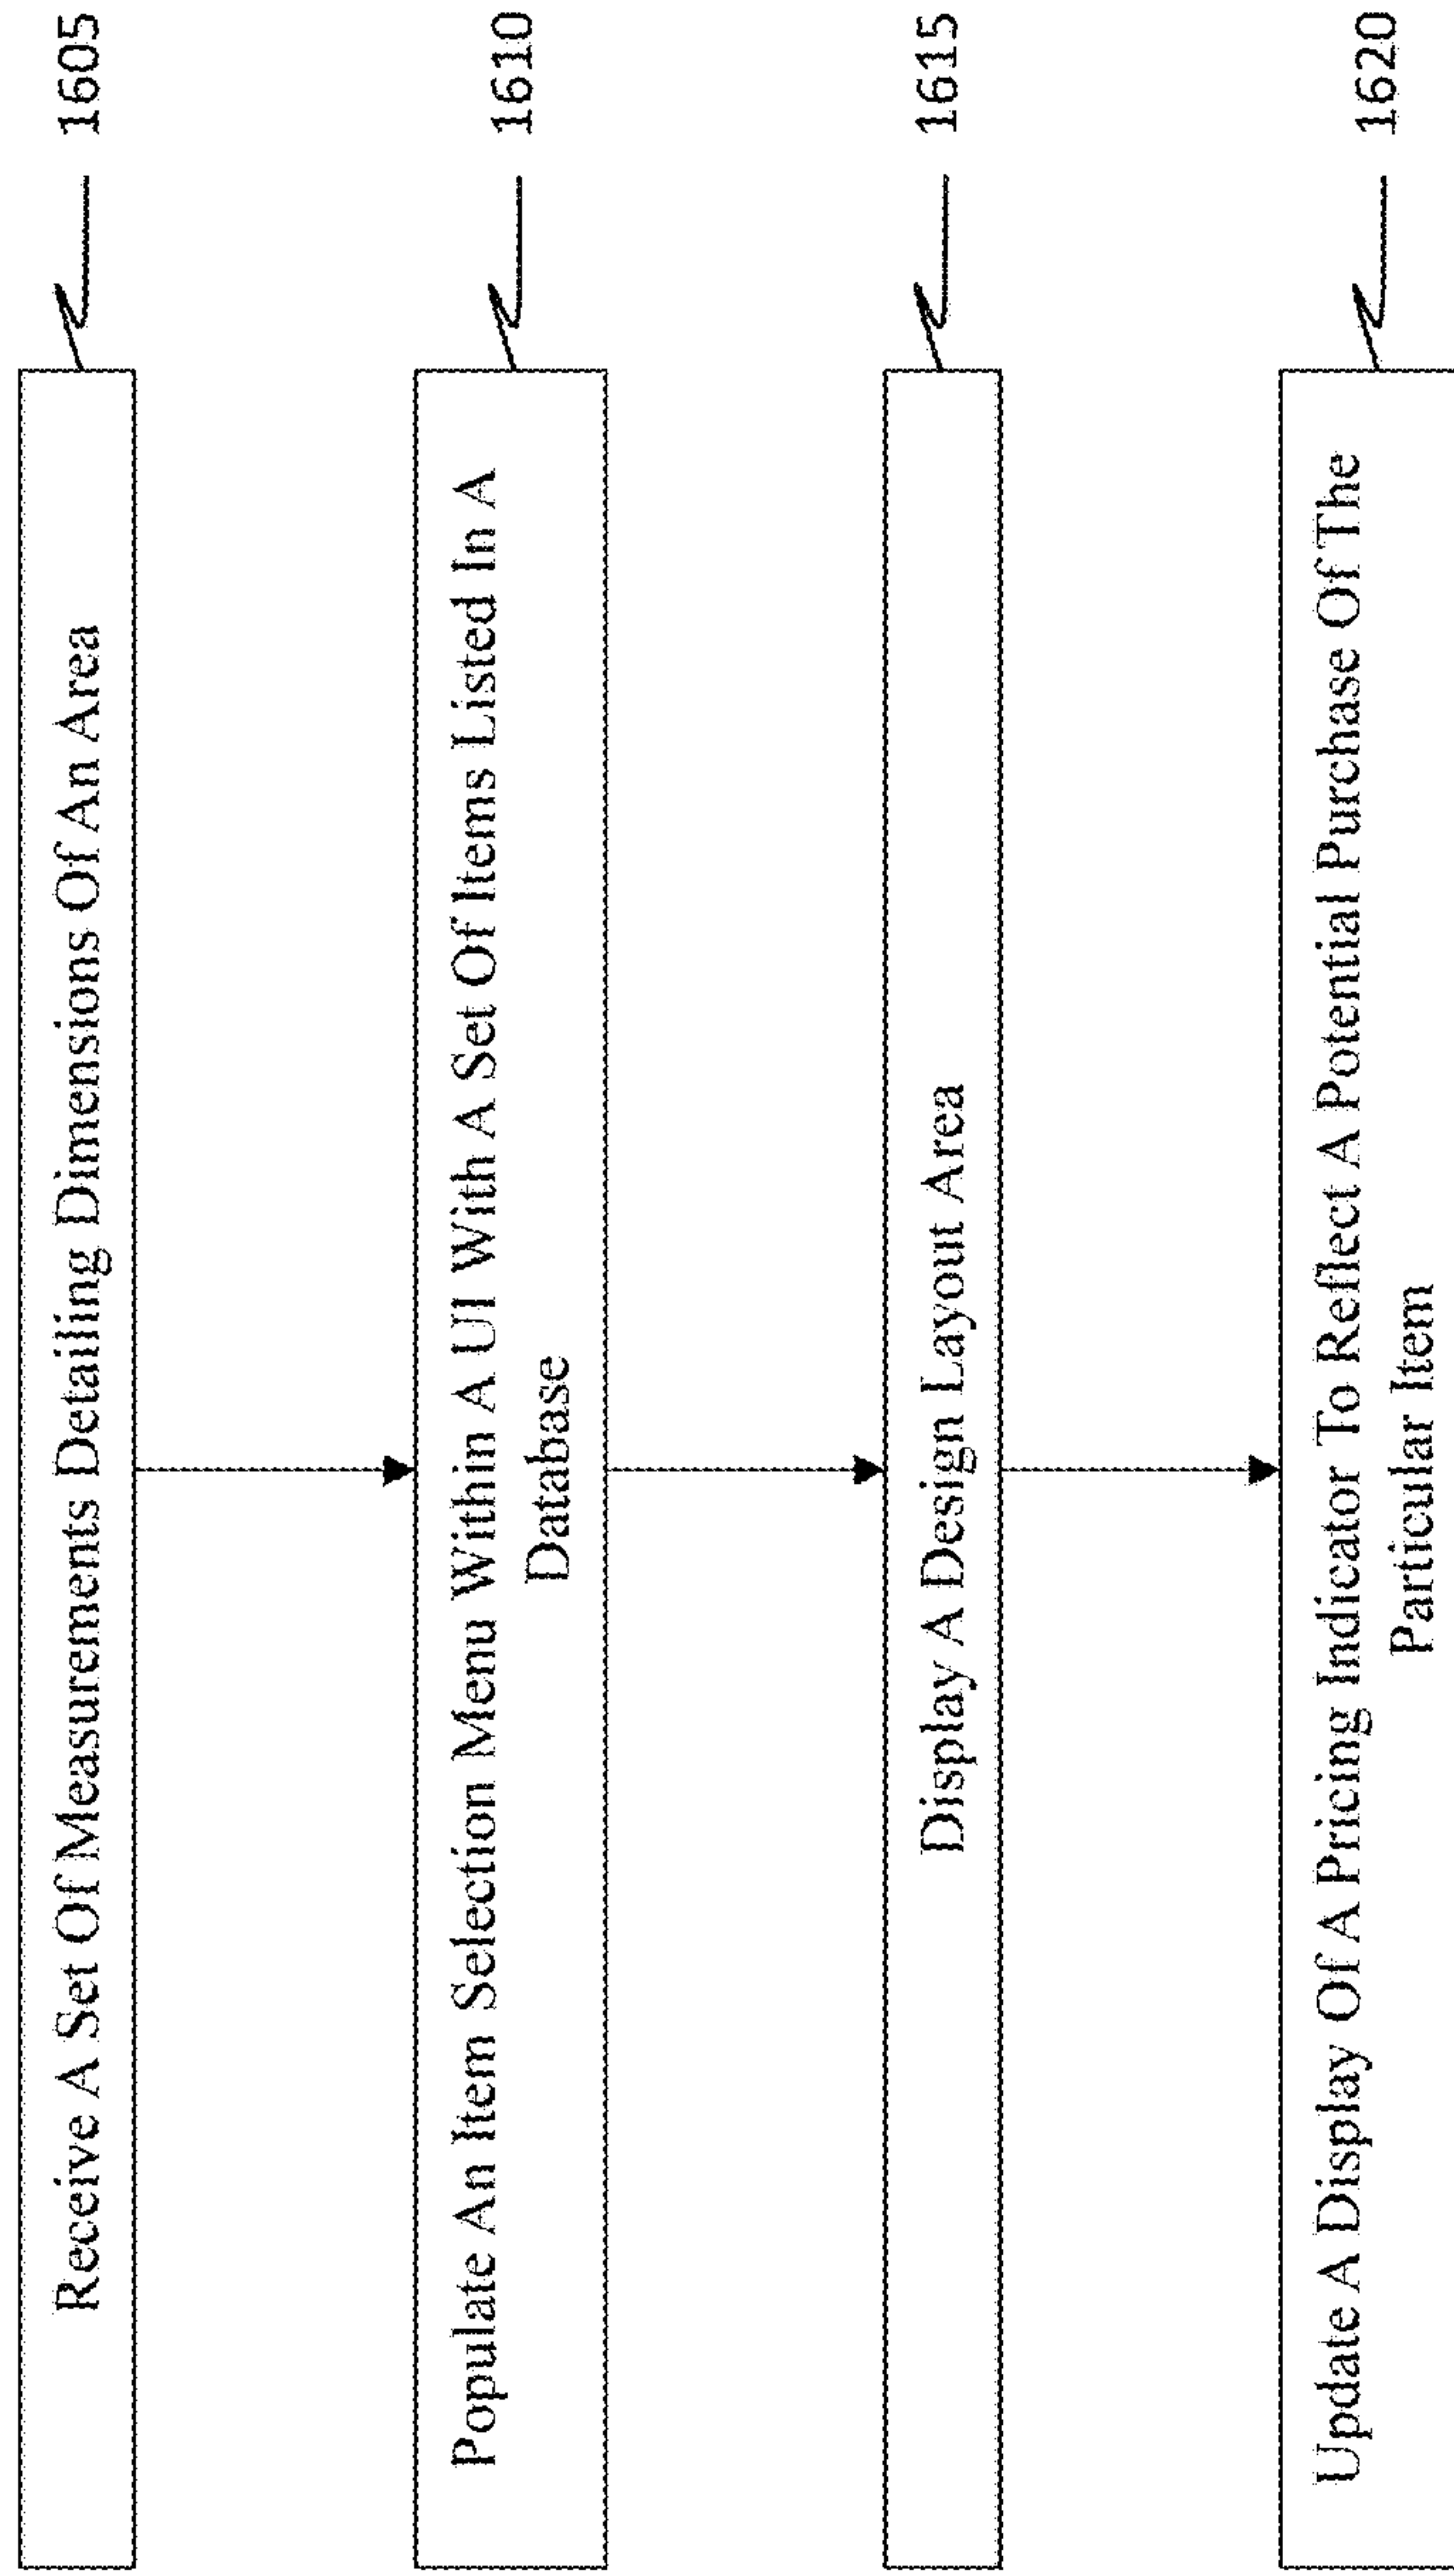 Receive A Set Of Measurements Detailing Dimensions Of An Area
1605
Populate An Item Selection Menu Within A UI With A Set Of Items Listed In A
Database
1610
Display A Design Layout Area
1615
Update A Display Of A Pricing Indicator To Reflect A Potential Purchase Of The
Particular Item
1620